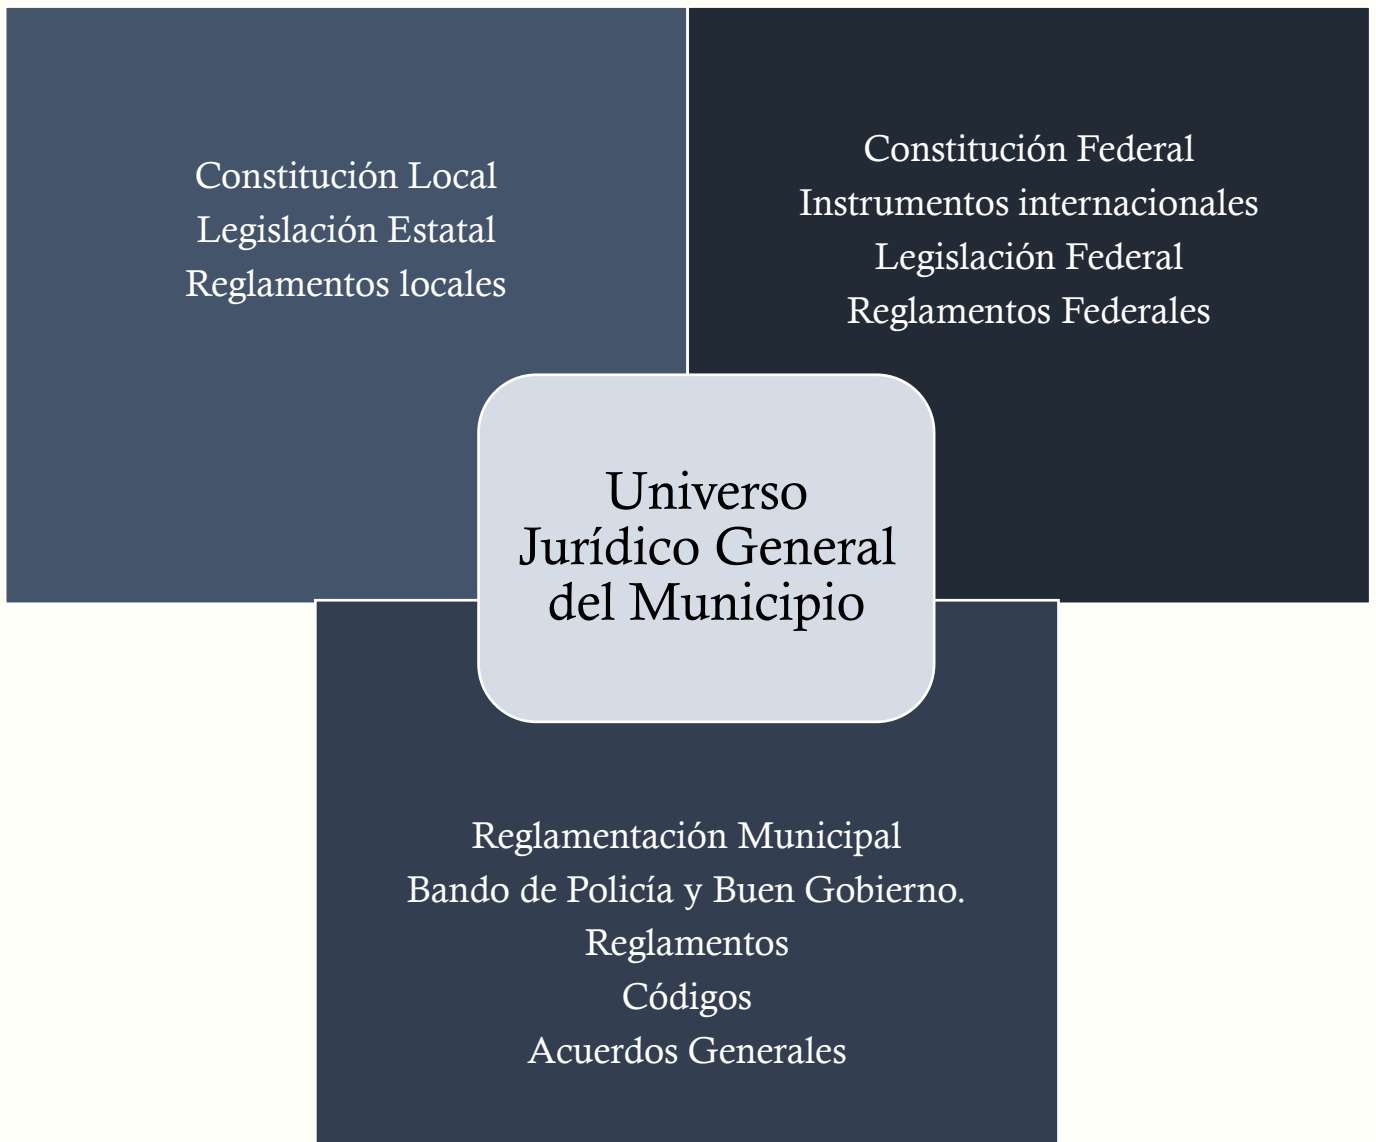 Constitución Local
Legislación Estatal
Reglamentos locales
Constitución Federal
Instrumentos internacionales
Legislación Federal
Reglamentos Federales
Universo
Jurídico General
del Municipio
Reglamentación Municipal
Bando de Policía y Buen Gobierno.
Reglamentos
Códigos
Acuerdos Generales